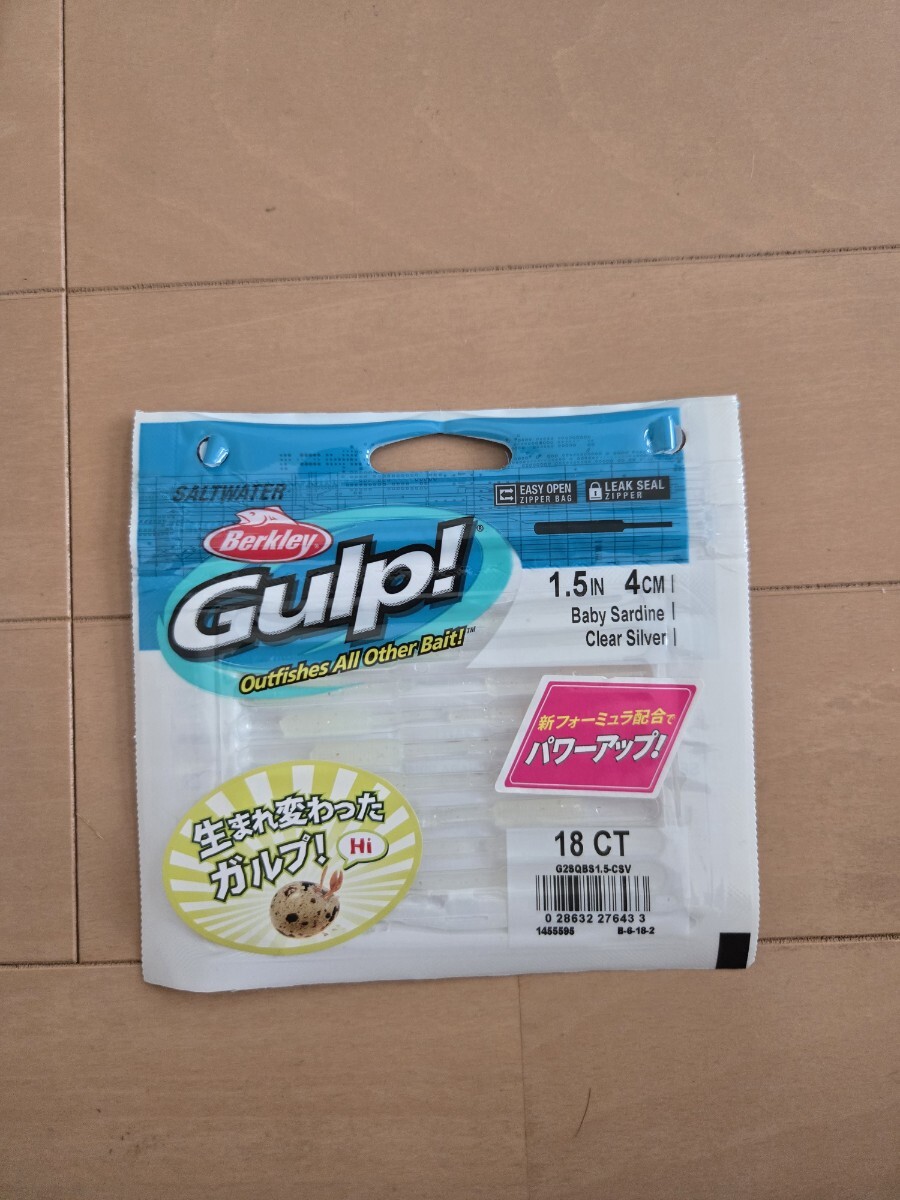 SALTWATER
EASY OPEN
ZIPPER BAG
LEAK SEAL
ZIPPER
Berkley
Gulp!®
Outfishes All Other Bait!™
1.5IN 4CM
Baby Sardine
Clear Silver
新フォーミュラ配合で
パワーアップ!
生まれ変わった
ガルプ!
Hi
18 CT
G2SQBS1.5-CSV
0 28632 27643 3
1455595 B-6-18-2